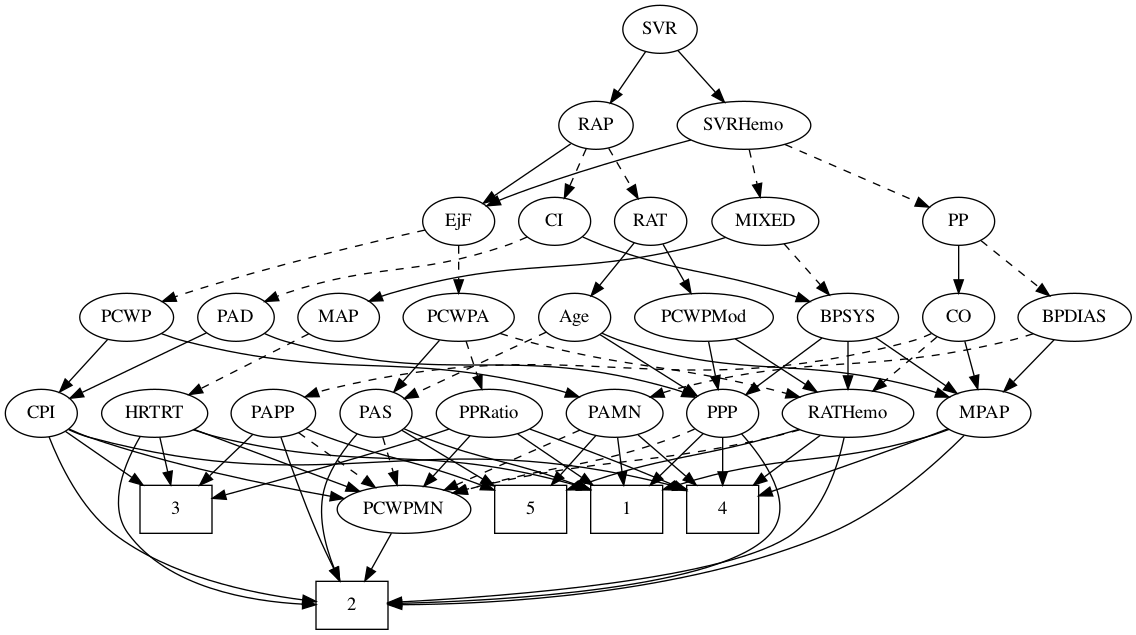 SVR
RAP
SVRHemo
EjF
CI
RAT
MIXED
PP
PCWP
PAD
MAP
PCWPA
Age
PCWPMod
BPSYS
CO
BPDIAS
CPI
HRTRT
PAPP
PAS
PPRatio
PAMN
PPP
RATHemo
MPAP
3
PCWPMN
5
1
4
2